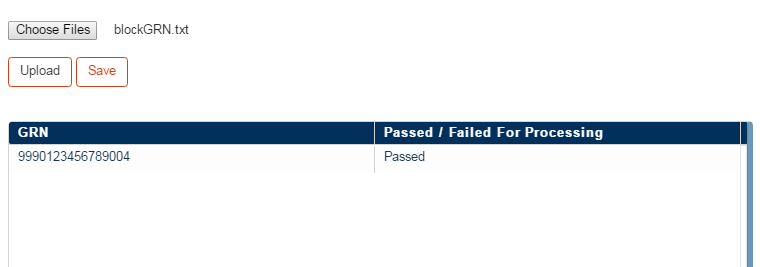 Choose Files blockGRN.txt
Upload Save
GRN Passed / Failed For Processing
9990123456789004 Passed